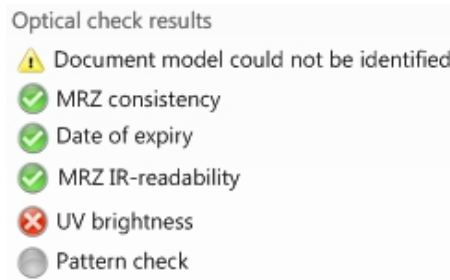 Optical check results
Document model could not be identified
MRZ consistency
Date of expiry
MRZ IR-readability
UV brightness
Pattern check